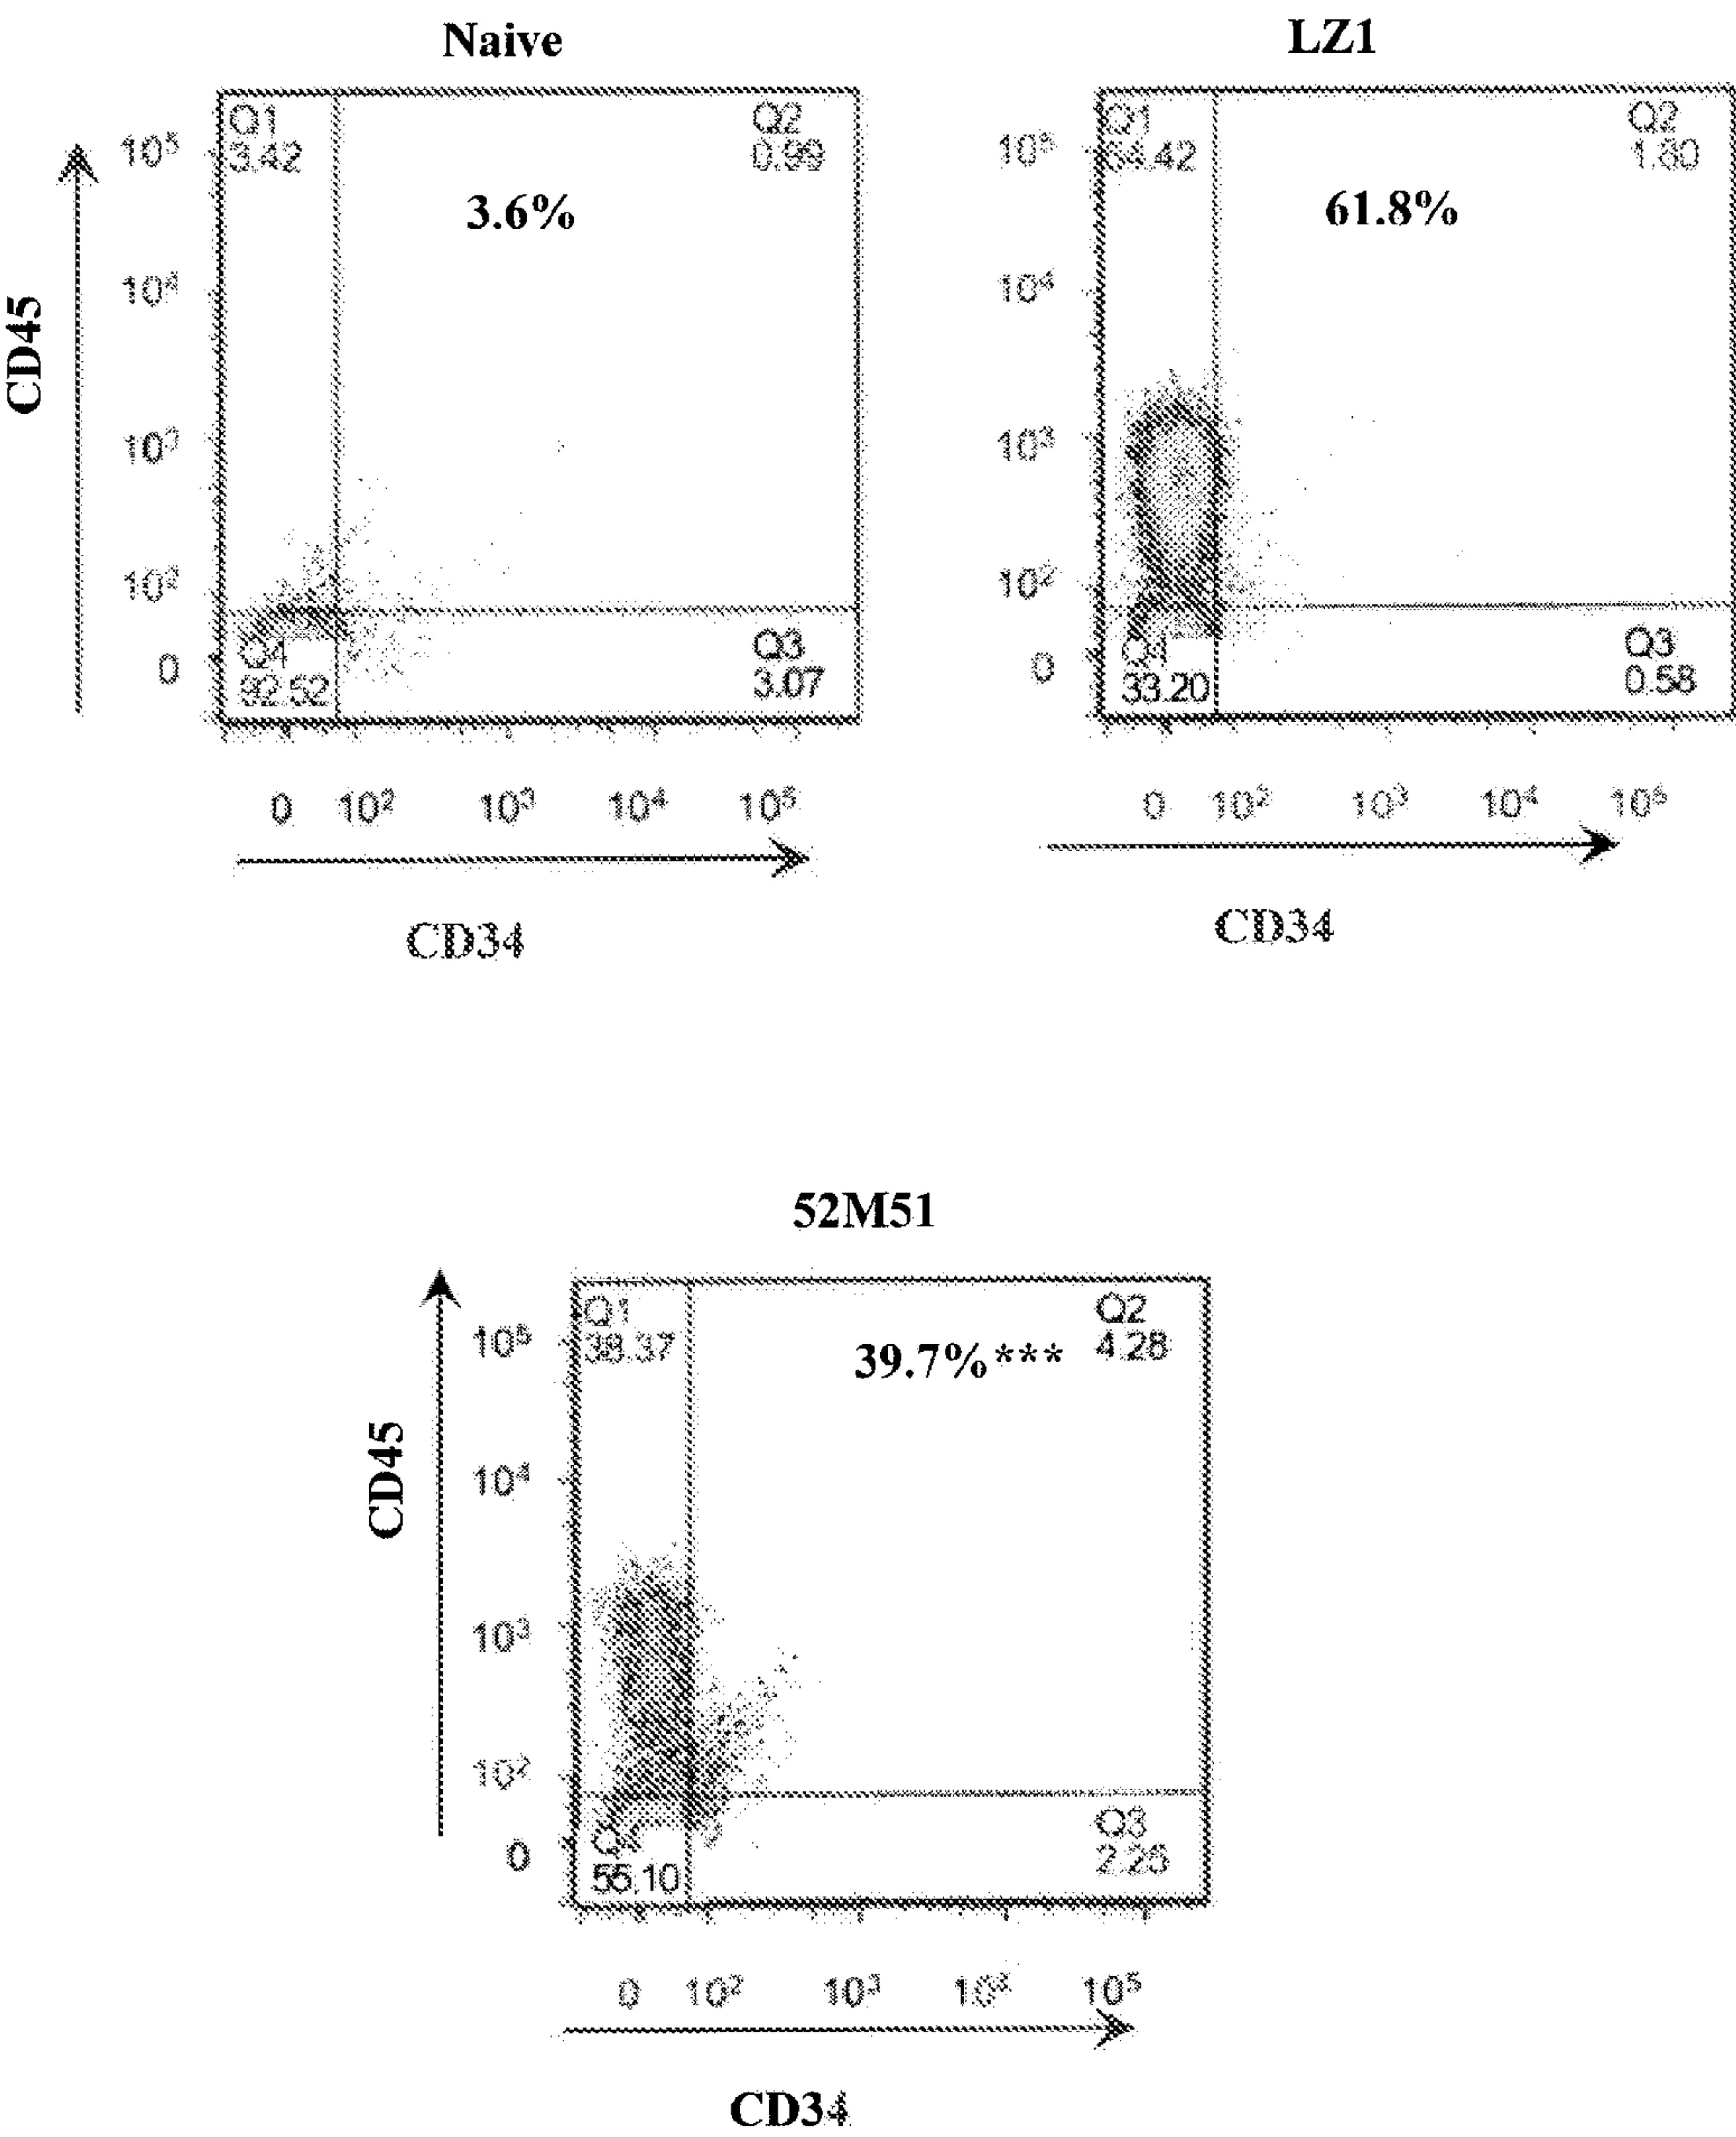 Naive
LZ1
Q1
3.42
Q2
0.99
3.6%
CD45
10⁵
10⁴
10³
10²
0
Q4
92.52
Q3
3.07
0 10² 10³ 10⁴ 10⁵
CD34
Q1
64.42
Q2
1.80
61.8%
10⁵
10⁴
10³
10²
0
33.20
Q3
0.58
0 10² 10³ 10⁴ 10⁵
CD34
52M51
Q1
38.37
Q2
4.28
39.7%***
CD45
10⁵
10⁴
10³
10²
0
55.10
Q3
0 10² 10³ 10⁴ 10⁵
CD34